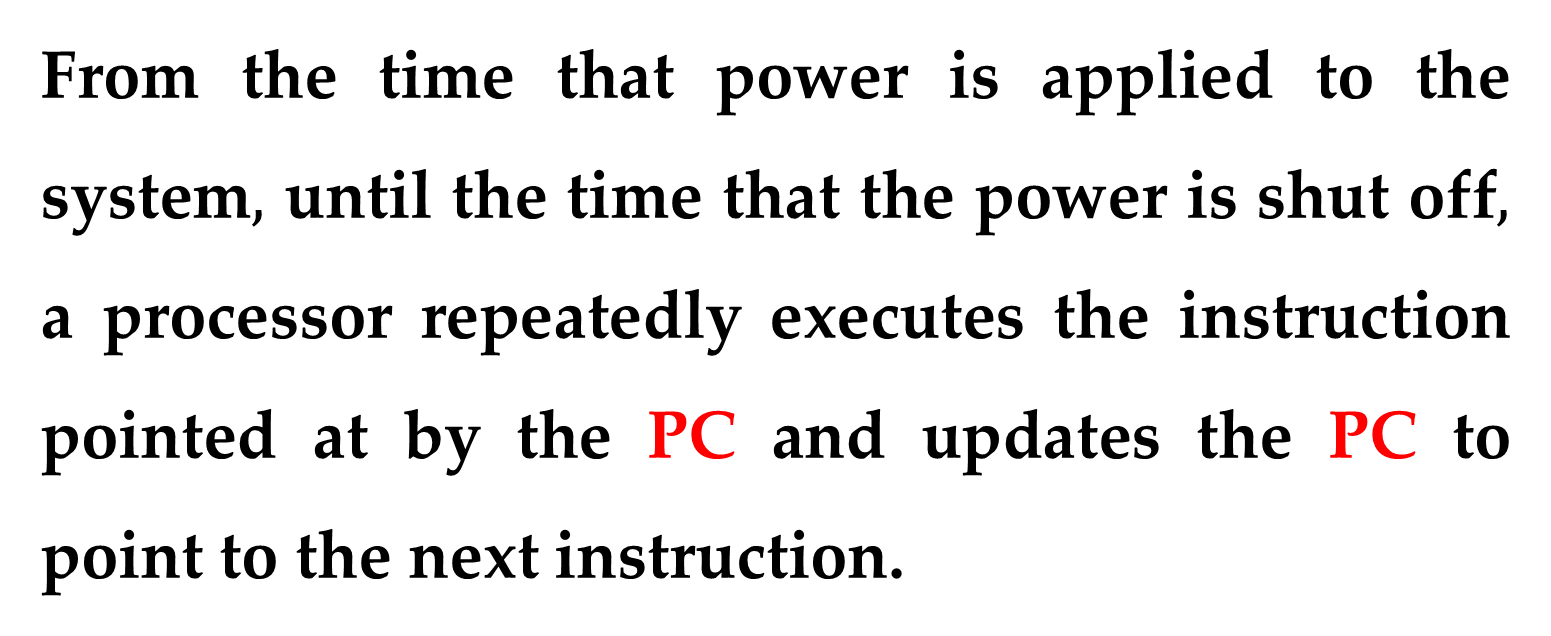 From the time that power is applied to the
system, until the time that the power is shut off,
a processor repeatedly executes the instruction
pointed at by the PC and updates the PC to
point to the next instruction.